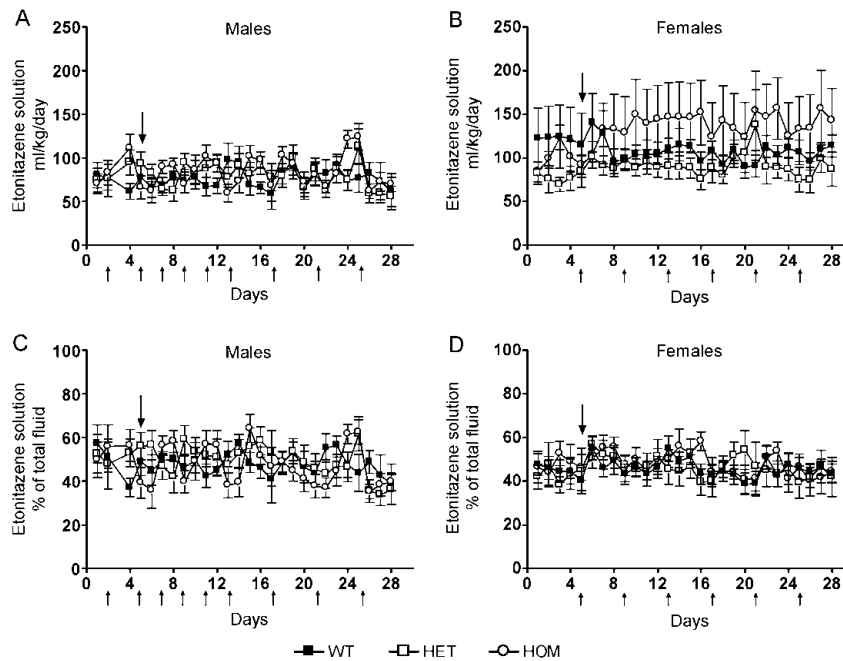 A
Males
Etonitazene solution
ml/kg/day
250
200
150
100
50
0
0 4 8 12 16 20 24 28
Days
B
Females
Etonitazene solution
ml/kg/day
250
200
150
100
50
0
0 4 8 12 16 20 24 28
Days
C
Males
Etonitazene solution
% of total fluid
100
80
60
40
20
0
0 4 8 12 16 20 24 28
Days
D
Females
Etonitazene solution
% of total fluid
100
80
60
40
20
0
0 4 8 12 16 20 24 28
Days
WT HET HOM